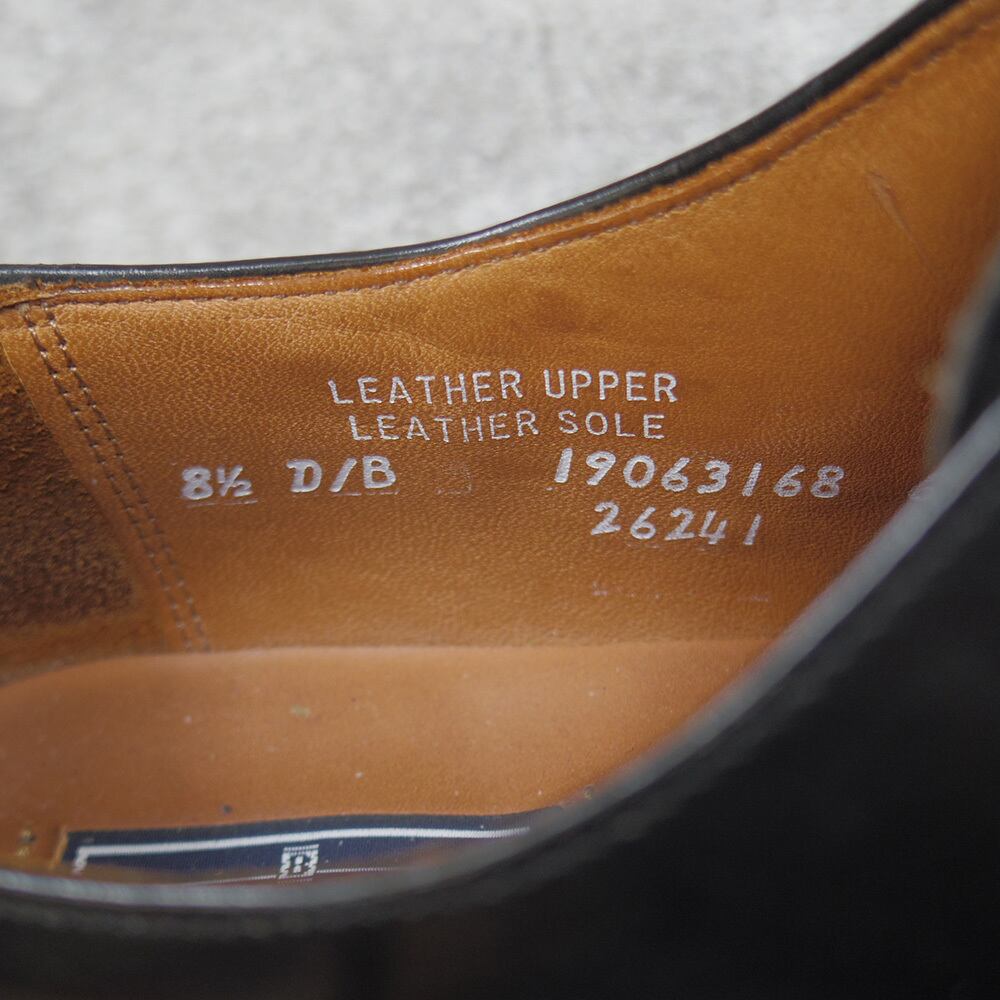 LEATHER UPPER
LEATHER SOLE
8½ D/B 19063168
26241